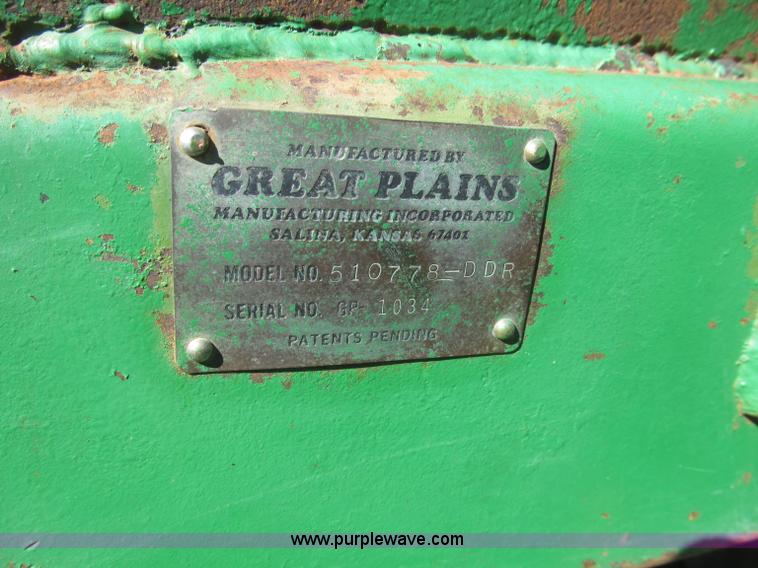 MANUFACTURED BY
GREAT PLAINS
MANUFACTURING INCORPORATED
SALINA, KANSAS 67401
MODEL NO. 510778-DDR
SERIAL NO. GP- 1034
PATENTS PENDING
www.purplewave.com